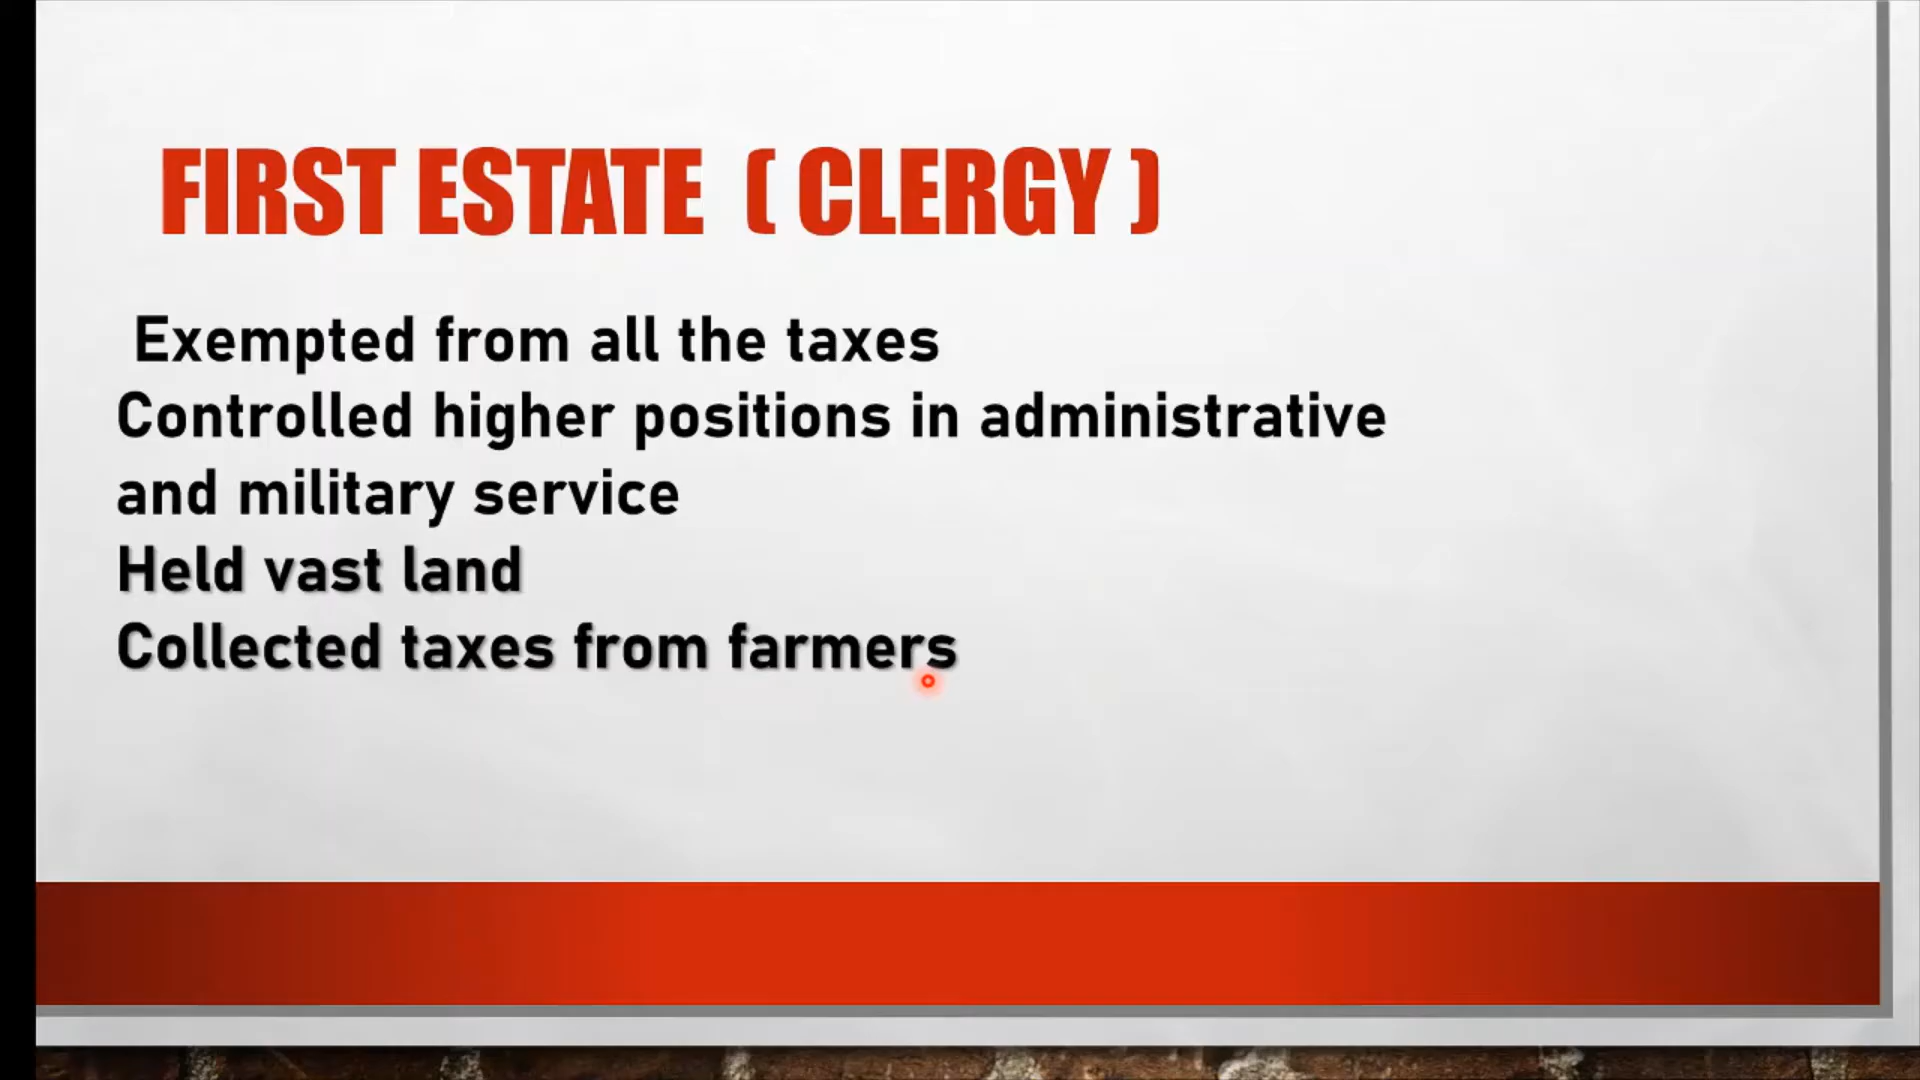 FIRST ESTATE ( CLERGY )
Exempted from all the taxes
Controlled higher positions in administrative
and military service
Held vast land
Collected taxes from farmers